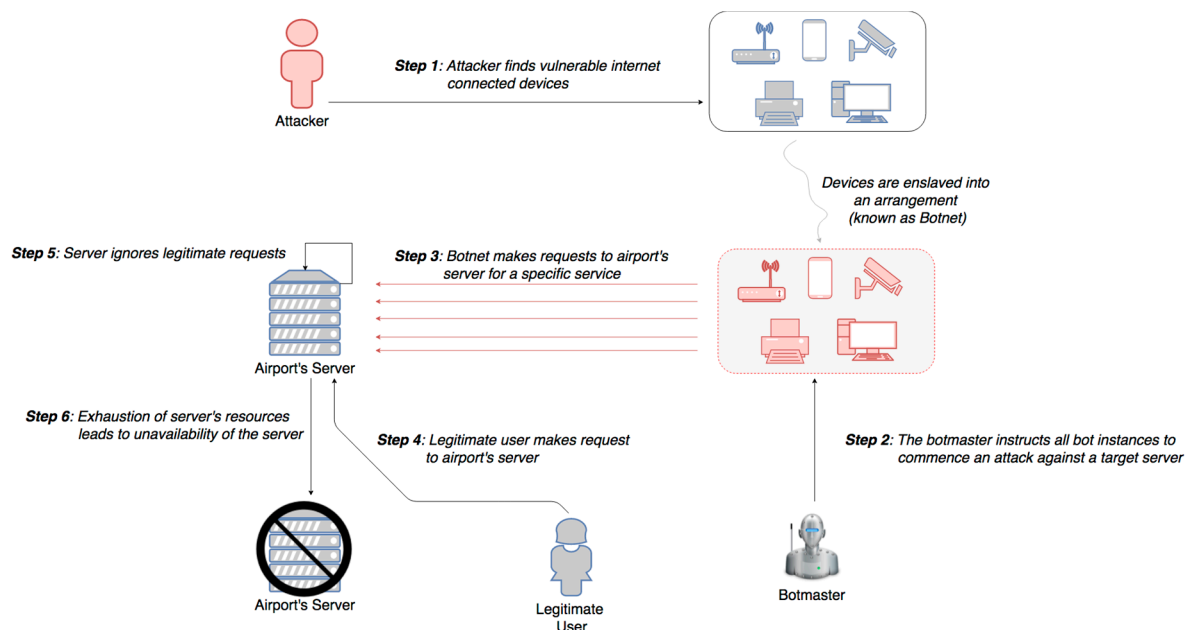 Step 1: Attacker finds vulnerable internet
connected devices
Attacker
Devices are enslaved into
an arrangement
(known as Botnet)
Step 5: Server ignores legitimate requests
Step 3: Botnet makes requests to airport's
server for a specific service
Airport's Server
Step 6: Exhaustion of server's resources
leads to unavailability of the server
Step 4: Legitimate user makes request
to airport's server
Step 2: The botmaster instructs all bot instances to
commence an attack against a target server
Airport's Server
Legitimate
User
Botmaster